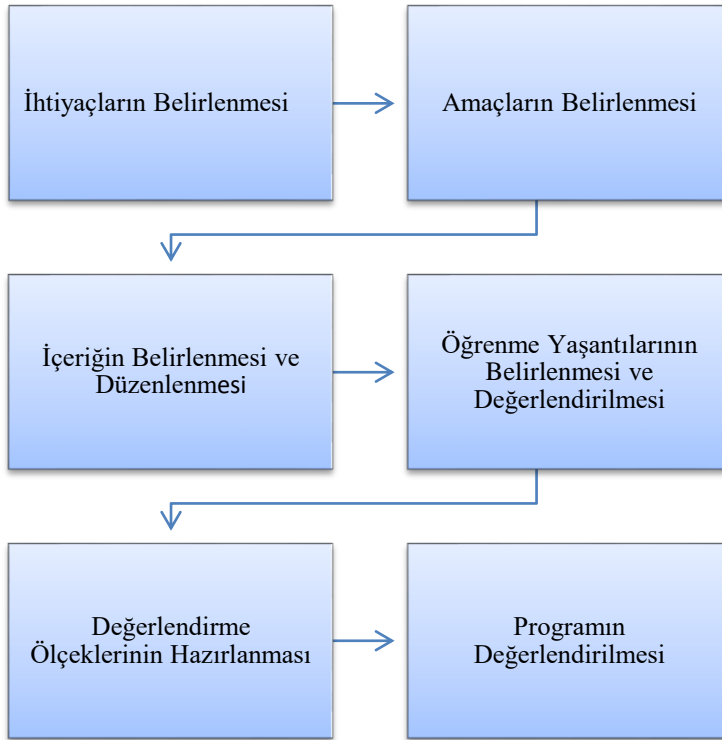 İhtiyaçların Belirlenmesi
Amaçların Belirlenmesi
İçeriğin Belirlenmesi ve
Düzenlenmesi
Öğrenme Yaşantılarının
Belirlenmesi ve
Değerlendirilmesi
Değerlendirme
Ölçeklerinin Hazırlanması
Programın
Değerlendirilmesi